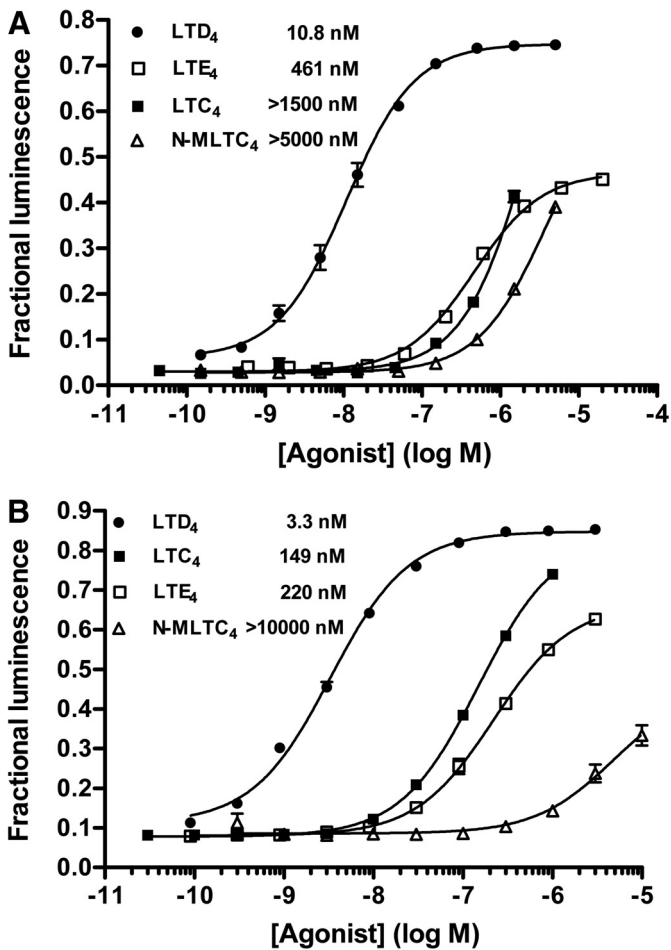 A
Fractional luminescence
0.8
0.7
0.6
0.5
0.4
0.3
0.2
0.1
0.0
LTD4 10.8 nM
LTE4 461 nM
LTC4 >1500 nM
N-MLTC4 >5000 nM
-11 -10 -9 -8 -7 -6 -5 -4
[Agonist] (log M)
B
Fractional luminescence
0.9
0.8
0.7
0.6
0.5
0.4
0.3
0.2
0.1
0.0
LTD4 3.3 nM
LTC4 149 nM
LTE4 220 nM
N-MLTC4 >10000 nM
-11 -10 -9 -8 -7 -6 -5
[Agonist] (log M)